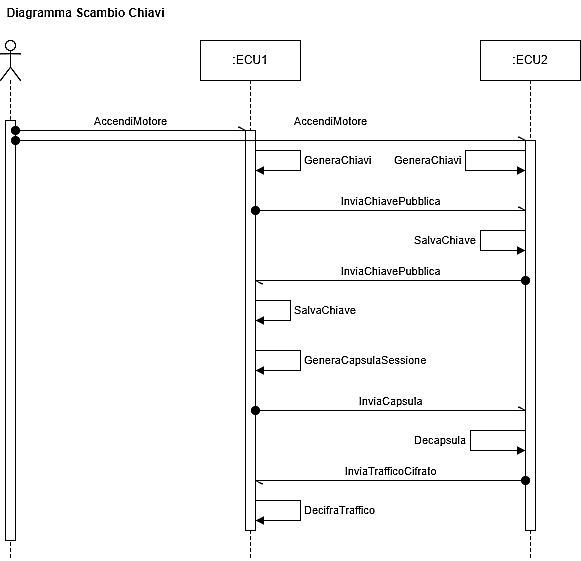 Diagramma Scambio Chiavi
:ECU1
:ECU2
AccendiMotore
AccendiMotore
GeneraChiavi
GeneraChiavi
InviaChiavePubblica
SalvaChiave
InviaChiavePubblica
SalvaChiave
GeneraCapsulaSessione
InviaCapsula
Decapsula
InviaTrafficoCifrato
DecifraTraffico